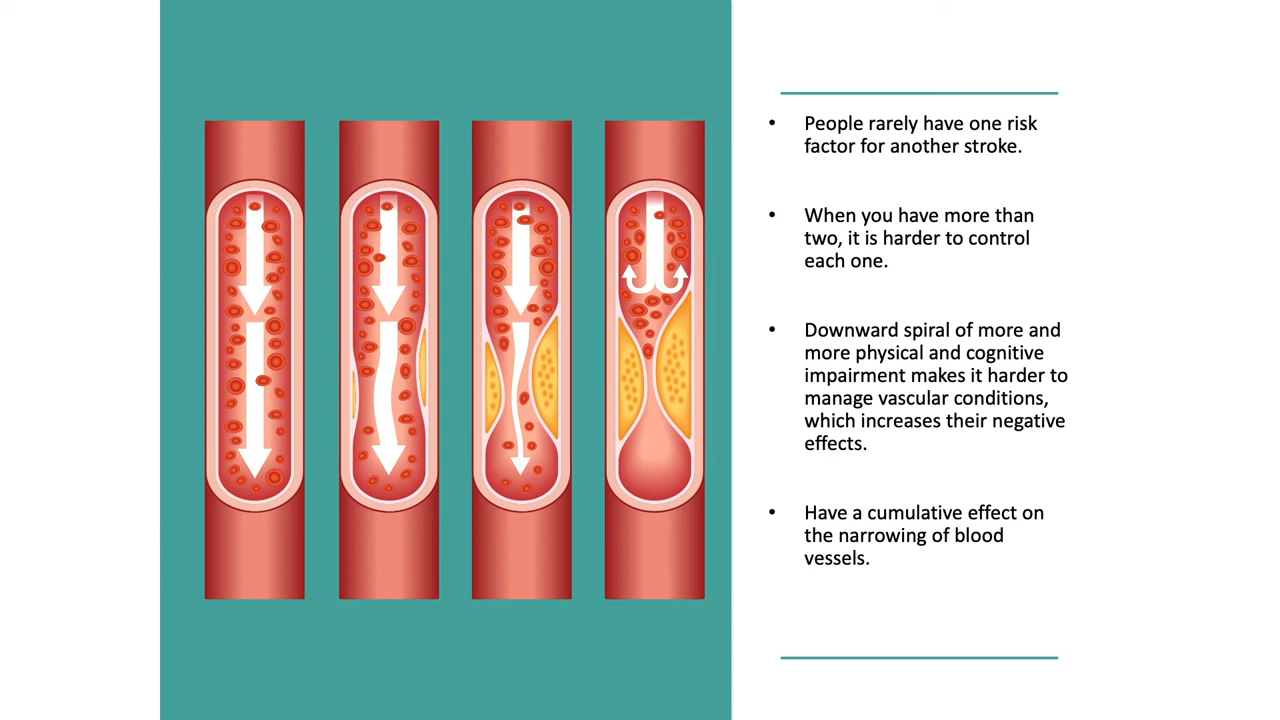 • People rarely have one risk
factor for another stroke.
• When you have more than
two, it is harder to control
each one.
• Downward spiral of more and
more physical and cognitive
impairment makes it harder to
manage vascular conditions,
which increases their negative
effects.
• Have a cumulative effect on
the narrowing of blood
vessels.